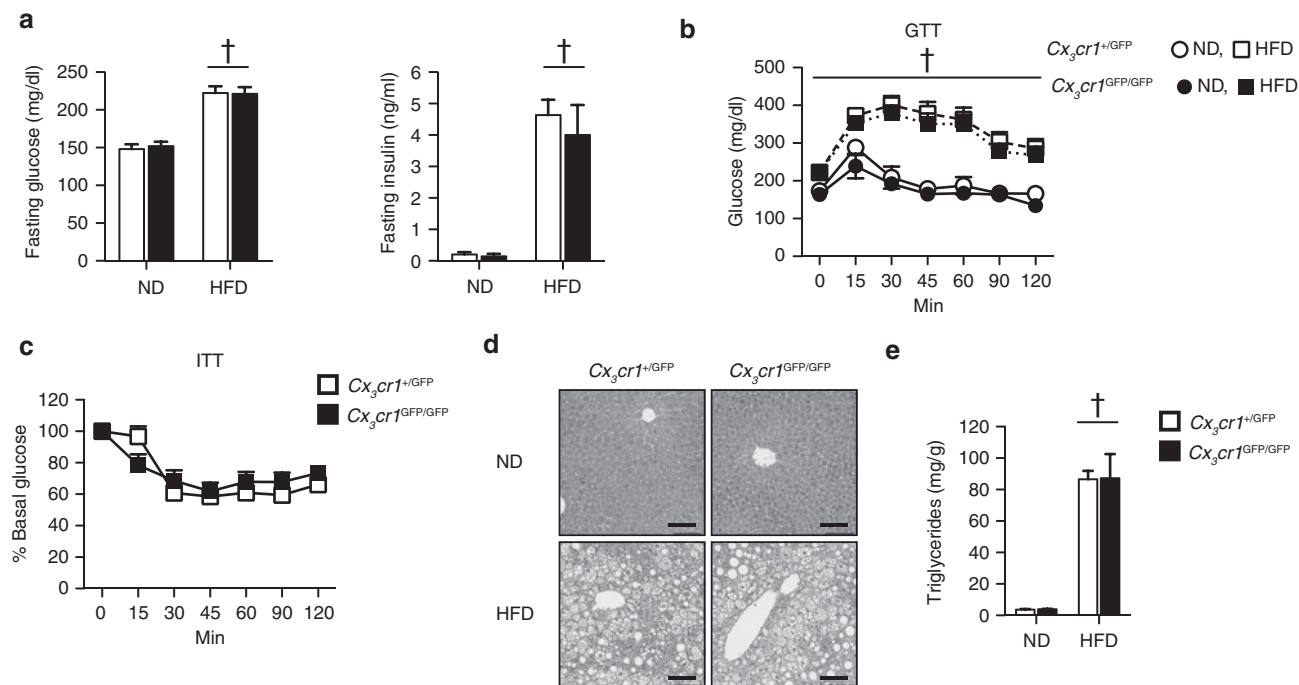 a
†
250
200
150
100
50
0
Fasting glucose (mg/dl)
ND
HFD
†
6
5
4
3
2
1
0
Fasting insulin (ng/ml)
ND
HFD
b
GTT
†
Cx3cr1+/GFP ND, HFD
Cx3cr1GFP/GFP ND, HFD
500
400
300
200
100
0
Glucose (mg/dl)
0 15 30 45 60 90 120
Min
c
ITT
Cx3cr1+/GFP
Cx3cr1GFP/GFP
120
100
80
60
40
20
0
% Basal glucose
0 15 30 45 60 90 120
Min
d
Cx3cr1+/GFP
Cx3cr1GFP/GFP
ND
HFD
e
†
Cx3cr1+/GFP
Cx3cr1GFP/GFP
120
100
80
60
40
20
0
Triglycerides (mg/g)
ND
HFD